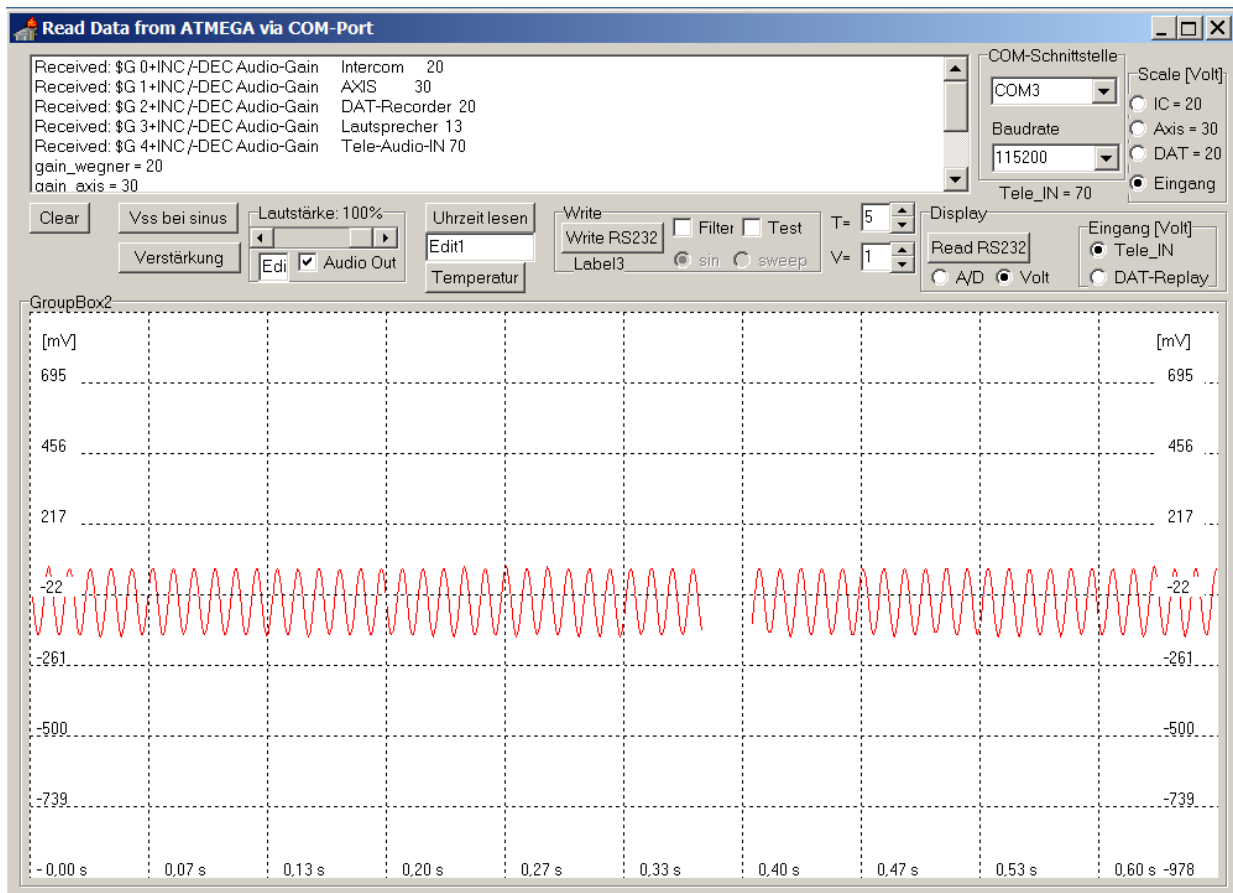 Read Data from ATMEGA via COM-Port
Received: $G 0+INC/-DEC Audio-Gain Intercom 20
Received: $G 1+INC/-DEC Audio-Gain AXIS 30
Received: $G 2+INC/-DEC Audio-Gain DAT-Recorder 20
Received: $G 3+INC/-DEC Audio-Gain Lautsprecher 13
Received: $G 4+INC/-DEC Audio-Gain Tele-Audio-IN 70
gain_wegner = 20
gain_axis = 30
COM-Schnittstelle
COM3
Baudrate
115200
Tele_IN = 70
Scale [Volt]
IC = 20
Axis = 30
DAT = 20
Eingang
Clear
Vss bei sinus
Verstärkung
Lautstärke: 100%
Edi
Audio Out
Uhrzeit lesen
Edit1
Temperatur
Write
Write RS232
Filter
Test
Label3
sin
sweep
T= 5
V= 1
Display
Read RS232
A/D
Volt
Eingang [Volt]
Tele_IN
DAT-Replay
GroupBox2
[mV] [mV]
695 695
456 456
217 217
-22 -22
-261 -261
-500 -500
-739 -739
- 0,00 s 0,07 s 0,13 s 0,20 s 0,27 s 0,33 s 0,40 s 0,47 s 0,53 s 0,60 s -978